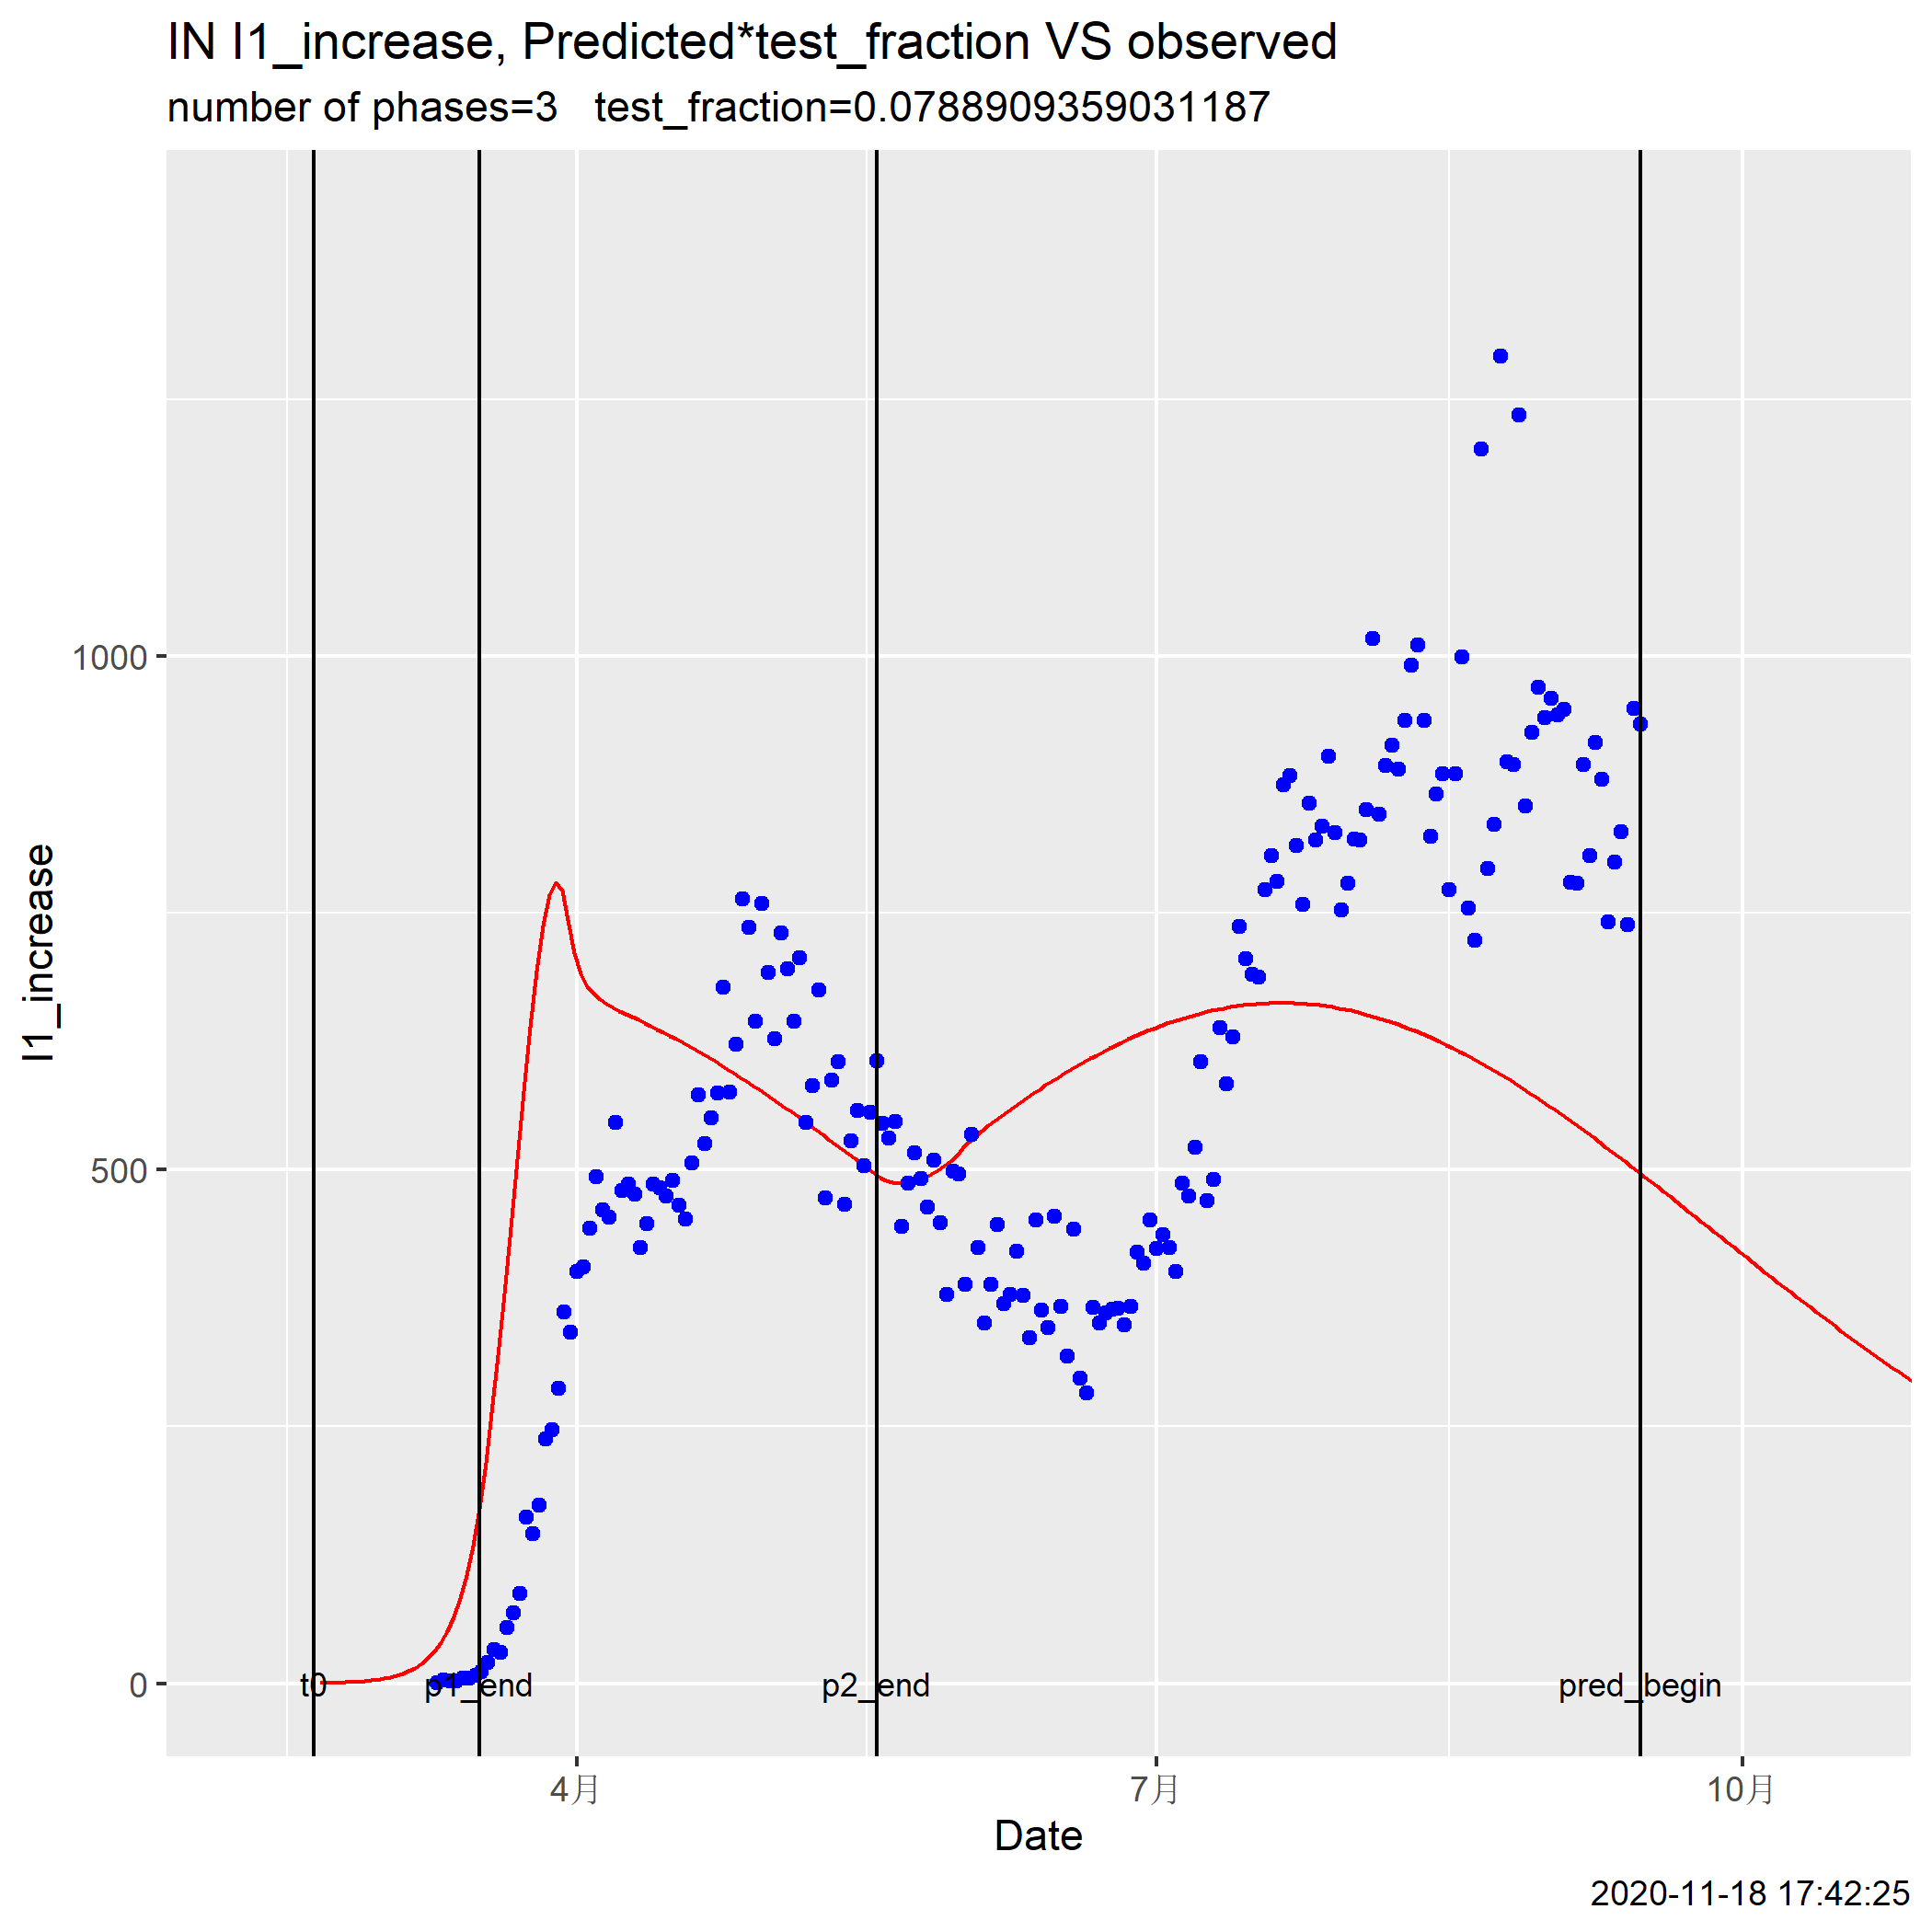 IN I1_increase, Predicted*test_fraction VS observed
number of phases=3 test_fraction=0.0788909359031187
I1_increase
1000
500
0
t0
p1_end
p2_end
pred_begin
4月
7月
10月
Date
2020-11-18 17:42:25